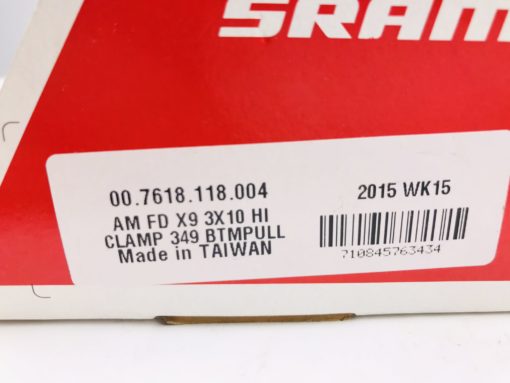 SRAM
00.7618.118.004
2015 WK15
AM FD X9 3X10 HI
CLAMP 349 BTMPULL
Made in TAIWAN
710845763434